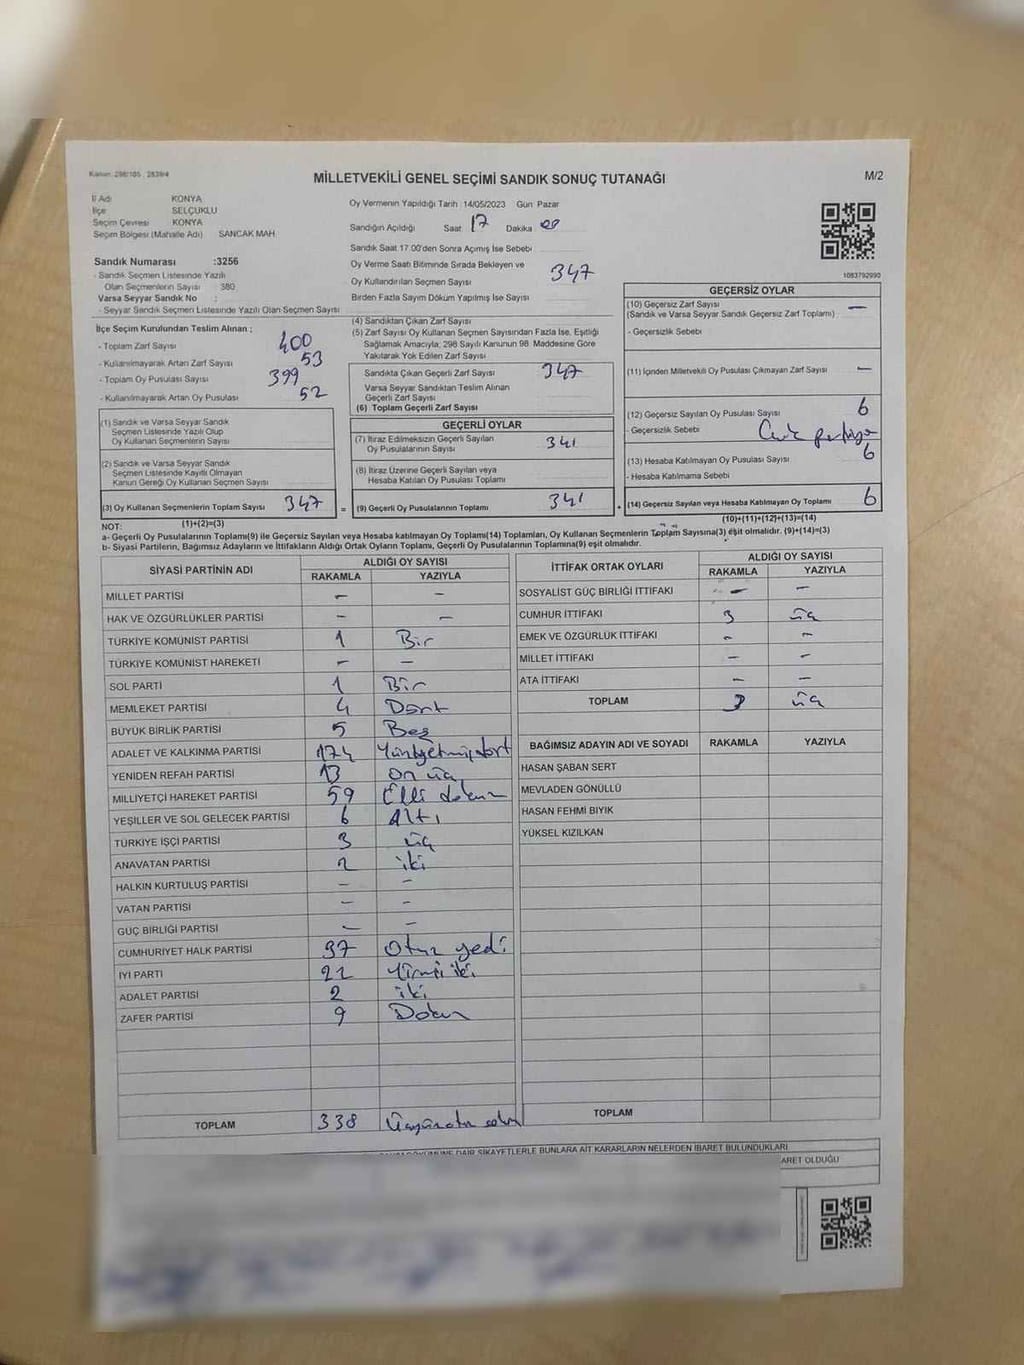 Kanun: 298/105 , 2839/4
MİLLETVEKİLİ GENEL SEÇİMİ SANDIK SONUÇ TUTANAĞI
M/2
İl Adı KONYA
İlçe SELÇUKLU
Seçim Çevresi KONYA
Seçim Bölgesi (Mahalle Adı) SANCAK MAH.
Sandık Numarası :3256
- Sandık Seçmen Listesinde Yazılı
Olan Seçmenlerin Sayısı : 380
Varsa Seyyar Sandık No :
- Seyyar Sandık Seçmen Listesinde Yazılı Olan Seçmen Sayısı
Oy Vermenin Yapıldığı Tarih : 14/05/2023 Gün Pazar
Sandığın Açıldığı Saat 17 Dakika 00
Sandık Saat 17.00'den Sonra Açımış İse Sebebi
Oy Verme Saati Bitiminde Sırada Bekleyen ve
Oy Kullandırılan Seçmen Sayısı 347
Birden Fazla Sayım Döküm Yapılmış İse Sayısı
1083792990
İlçe Seçim Kurulundan Teslim Alınan ;
- Toplam Zarf Sayısı 400
- Kullanılmayarak Artan Zarf Sayısı 53
- Toplam Oy Pusulası Sayısı 399
- Kullanılmayarak Artan Oy Pusulası 52
(1) Sandık ve Varsa Seyyar Sandık
Seçmen Listesinde Yazılı Olup
Oy Kullanan Seçmenlerin Sayısı
(2) Sandık ve Varsa Seyyar Sandık
Seçmen Listesinde Kayıtlı Olmayan
Kanun Gereği Oy Kullanan Seçmen Sayısı
(3) Oy Kullanan Seçmenlerin Toplam Sayısı 347
(1)+(2)=(3)
(4) Sandıktan Çıkan Zarf Sayısı
(5) Zarf Sayısı Oy Kullanan Seçmen Sayısından Fazla İse, Eşitliği
Sağlamak Amacıyla, 298 Sayılı Kanunun 98. Maddesine Göre
Yakılarak Yok Edilen Zarf Sayısı
Sandıkta Çıkan Geçerli Zarf Sayısı 347
Varsa Seyyar Sandıktan Teslim Alınan
Geçerli Zarf Sayısı
(6) Toplam Geçerli Zarf Sayısı
GEÇERLİ OYLAR
(7) İtiraz Edilmeksizin Geçerli Sayılan
Oy Pusulalarının Sayısı 341
(8) İtiraz Üzerine Geçerli Sayılan veya
Hesaba Katılan Oy Pusulası Toplamı
= (9) Geçerli Oy Pusulalarının Toplamı 341
GEÇERSİZ OYLAR
(10) Geçersiz Zarf Sayısı
(Sandık ve Varsa Seyyar Sandık Geçersiz Zarf Toplamı) —
- Geçersizlik Sebebi
(11) İçinden Milletvekili Oy Pusulası Çıkmayan Zarf Sayısı —
(12) Geçersiz Sayılan Oy Pusulası Sayısı 6
- Geçersizlik Sebebi
(13) Hesaba Katılmayan Oy Pusulası Sayısı 6
- Hesaba Katılmama Sebebi
+ (14) Geçersiz Sayılan veya Hesaba Katılmayan Oy Toplamı 6
(10)+(11)+(12)+(13)=(14)
NOT:
a- Geçerli Oy Pusulalarının Toplamı(9) ile Geçersiz Sayılan veya Hesaba katılmayan Oy Toplamı(14) Toplamları, Oy Kullanan Seçmenlerin Toplam Sayısına(3) eşit olmalıdır. (9)+(14)=(3)
b- Siyasi Partilerin, Bağımsız Adayların ve İttifakların Aldığı Ortak Oyların Toplamı, Geçerli Oy Pusulalarının Toplamına(9) eşit olmalıdır.
SİYASİ PARTİNİN ADI ALDIĞI OY SAYISI
RAKAMLA YAZIYLA
MİLLET PARTİSİ — —
HAK VE ÖZGÜRLÜKLER PARTİSİ — —
TÜRKİYE KOMÜNİST PARTİSİ 1 Bir
TÜRKİYE KOMÜNİST HAREKETİ — —
SOL PARTİ 1 Bir
MEMLEKET PARTİSİ 4 Dört
BÜYÜK BİRLİK PARTİSİ 5 Beş
ADALET VE KALKINMA PARTİSİ 174 Yüzyetmişdört
YENİDEN REFAH PARTİSİ 13 On üç
MİLLİYETÇİ HAREKET PARTİSİ 59 Elli dokuz
YEŞİLLER VE SOL GELECEK PARTİSİ 6 Altı
TÜRKİYE İŞÇİ PARTİSİ 3 üç
ANAVATAN PARTİSİ 2 iki
HALKIN KURTULUŞ PARTİSİ — —
VATAN PARTİSİ — —
GÜÇ BİRLİĞİ PARTİSİ — —
CUMHURİYET HALK PARTİSİ 37 Otuz yedi
İYİ PARTİ 22 Yirmi iki
ADALET PARTİSİ 2 iki
ZAFER PARTİSİ 9 Dokuz
TOPLAM 338
İTTİFAK ORTAK OYLARI ALDIĞI OY SAYISI
RAKAMLA YAZIYLA
SOSYALİST GÜÇ BİRLİĞİ İTTİFAKI — —
CUMHUR İTTİFAKI 3 üç
EMEK VE ÖZGÜRLÜK İTTİFAKI — —
MİLLET İTTİFAKI — —
ATA İTTİFAKI — —
TOPLAM 3 üç
BAĞIMSIZ ADAYIN ADI VE SOYADI RAKAMLA YAZIYLA
HASAN ŞABAN SERT
MEVLADEN GÖNÜLLÜ
HASAN FEHMİ BIYIK
YÜKSEL KIZILKAN
TOPLAM
DÖKÜMÜNE DAİR ŞİKAYETLERLE BUNLARA AİT KARARLARIN NELERDEN İBARET BULUNDUKLARI
ARET OLDUĞU